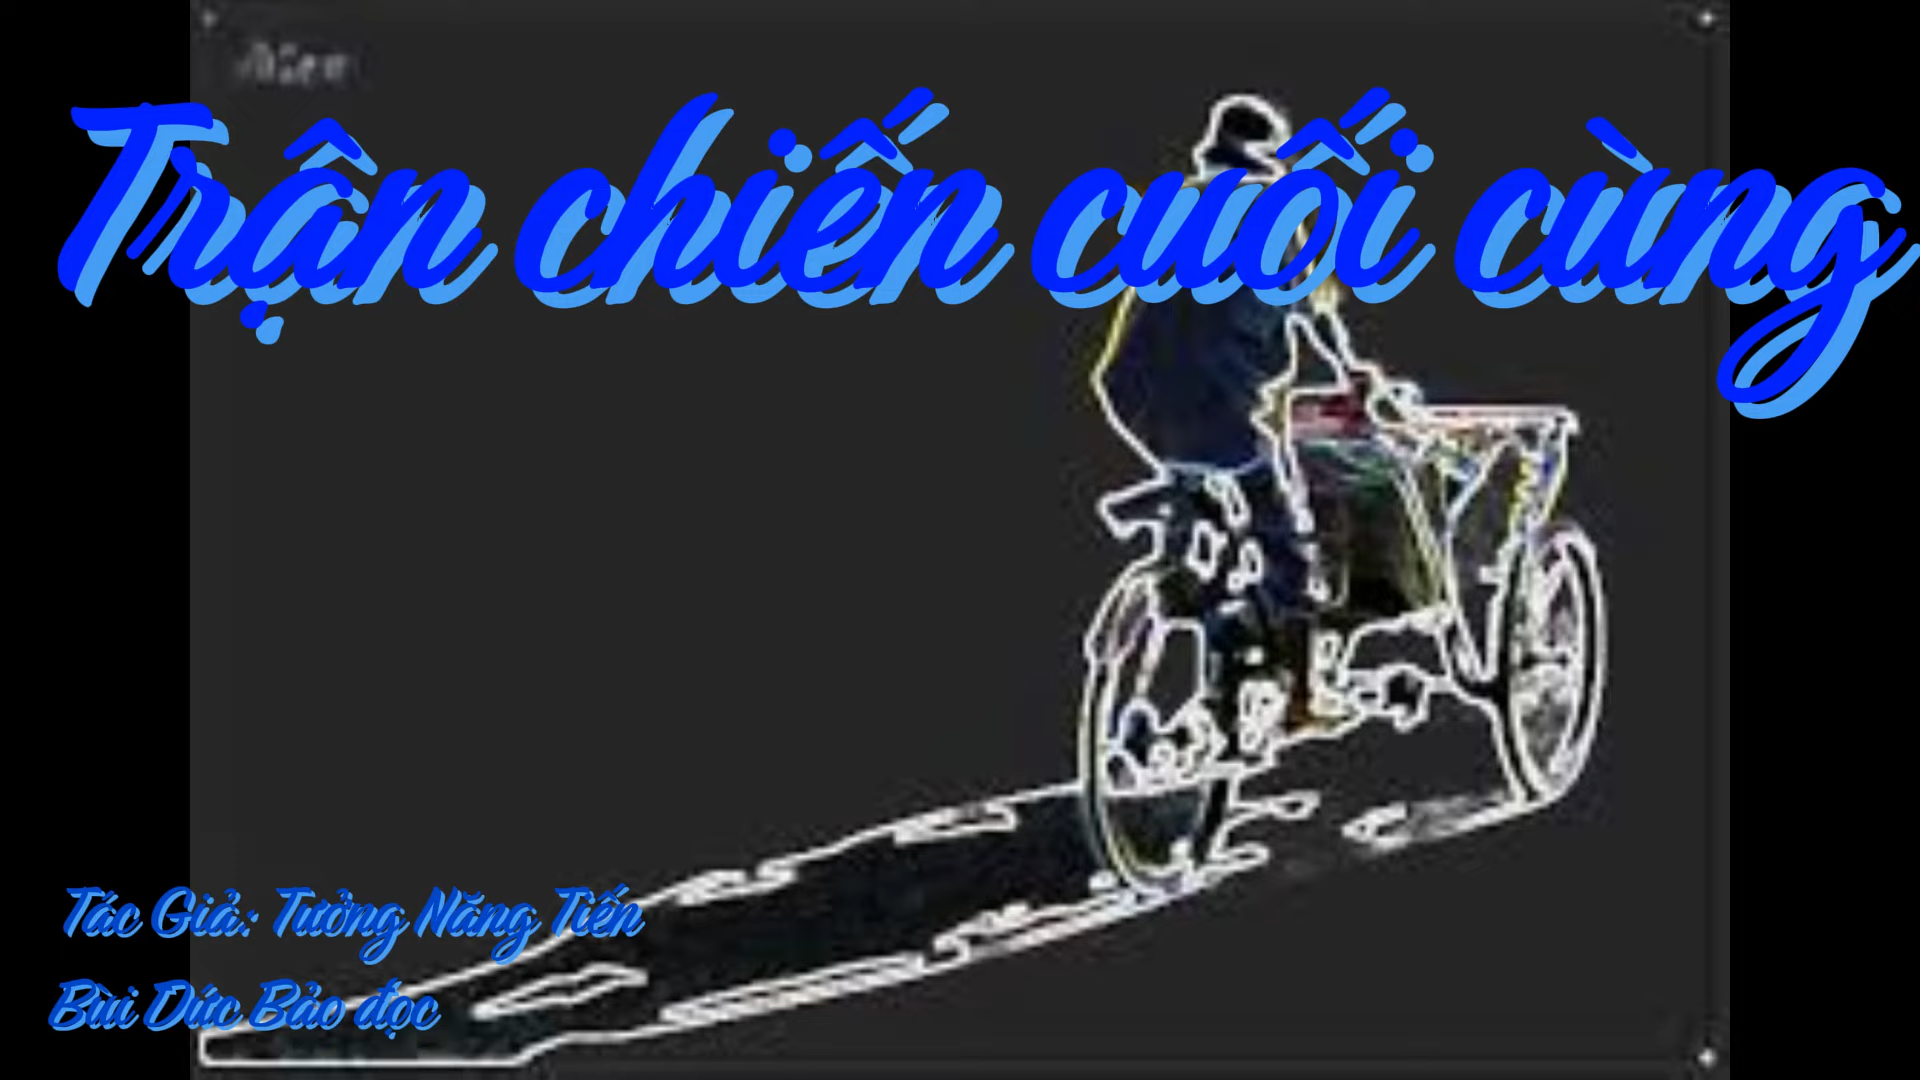 Trận chiến cuối cùng
Tác Giả: Tưởng Năng Tiến
Bùi Đức Bảo đọc